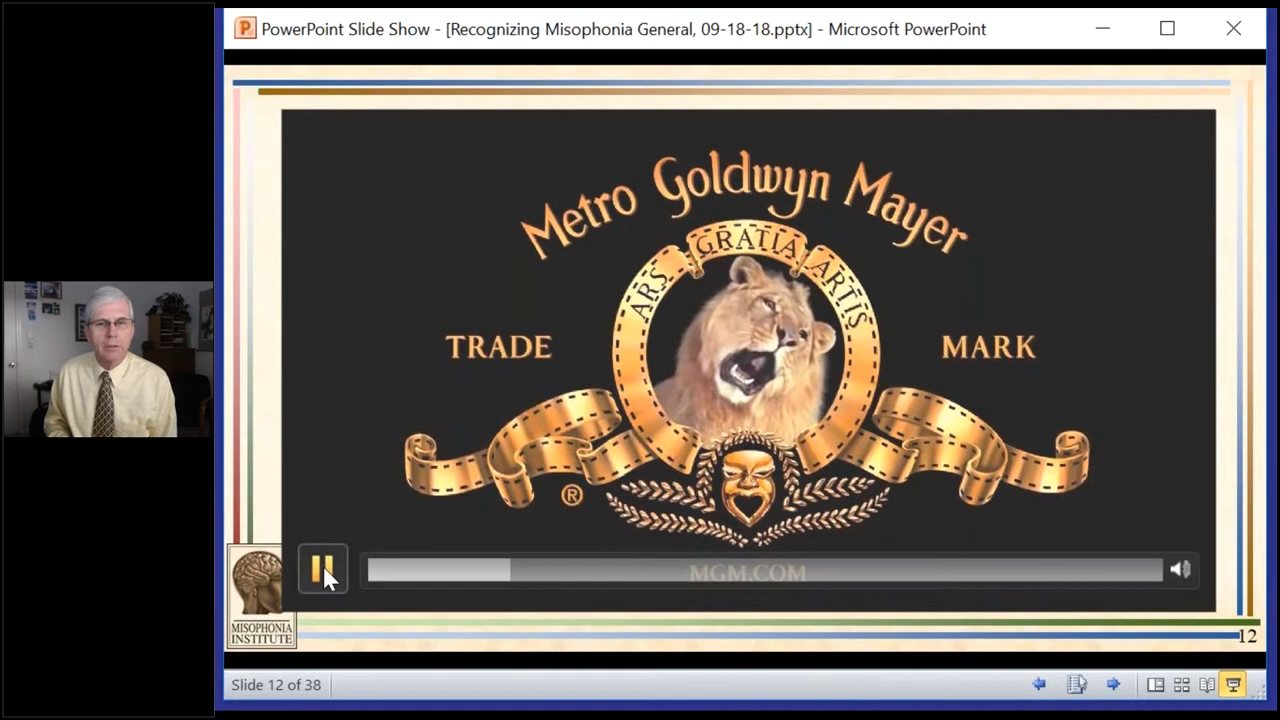 PowerPoint Slide Show - [Recognizing Misophonia General, 09-18-18.pptx] - Microsoft PowerPoint
Metro Goldwyn Mayer
ARS GRATIA ARTIS
TRADE MARK
®
MGM.COM
MISOPHONIA
INSTITUTE
12
Slide 12 of 38